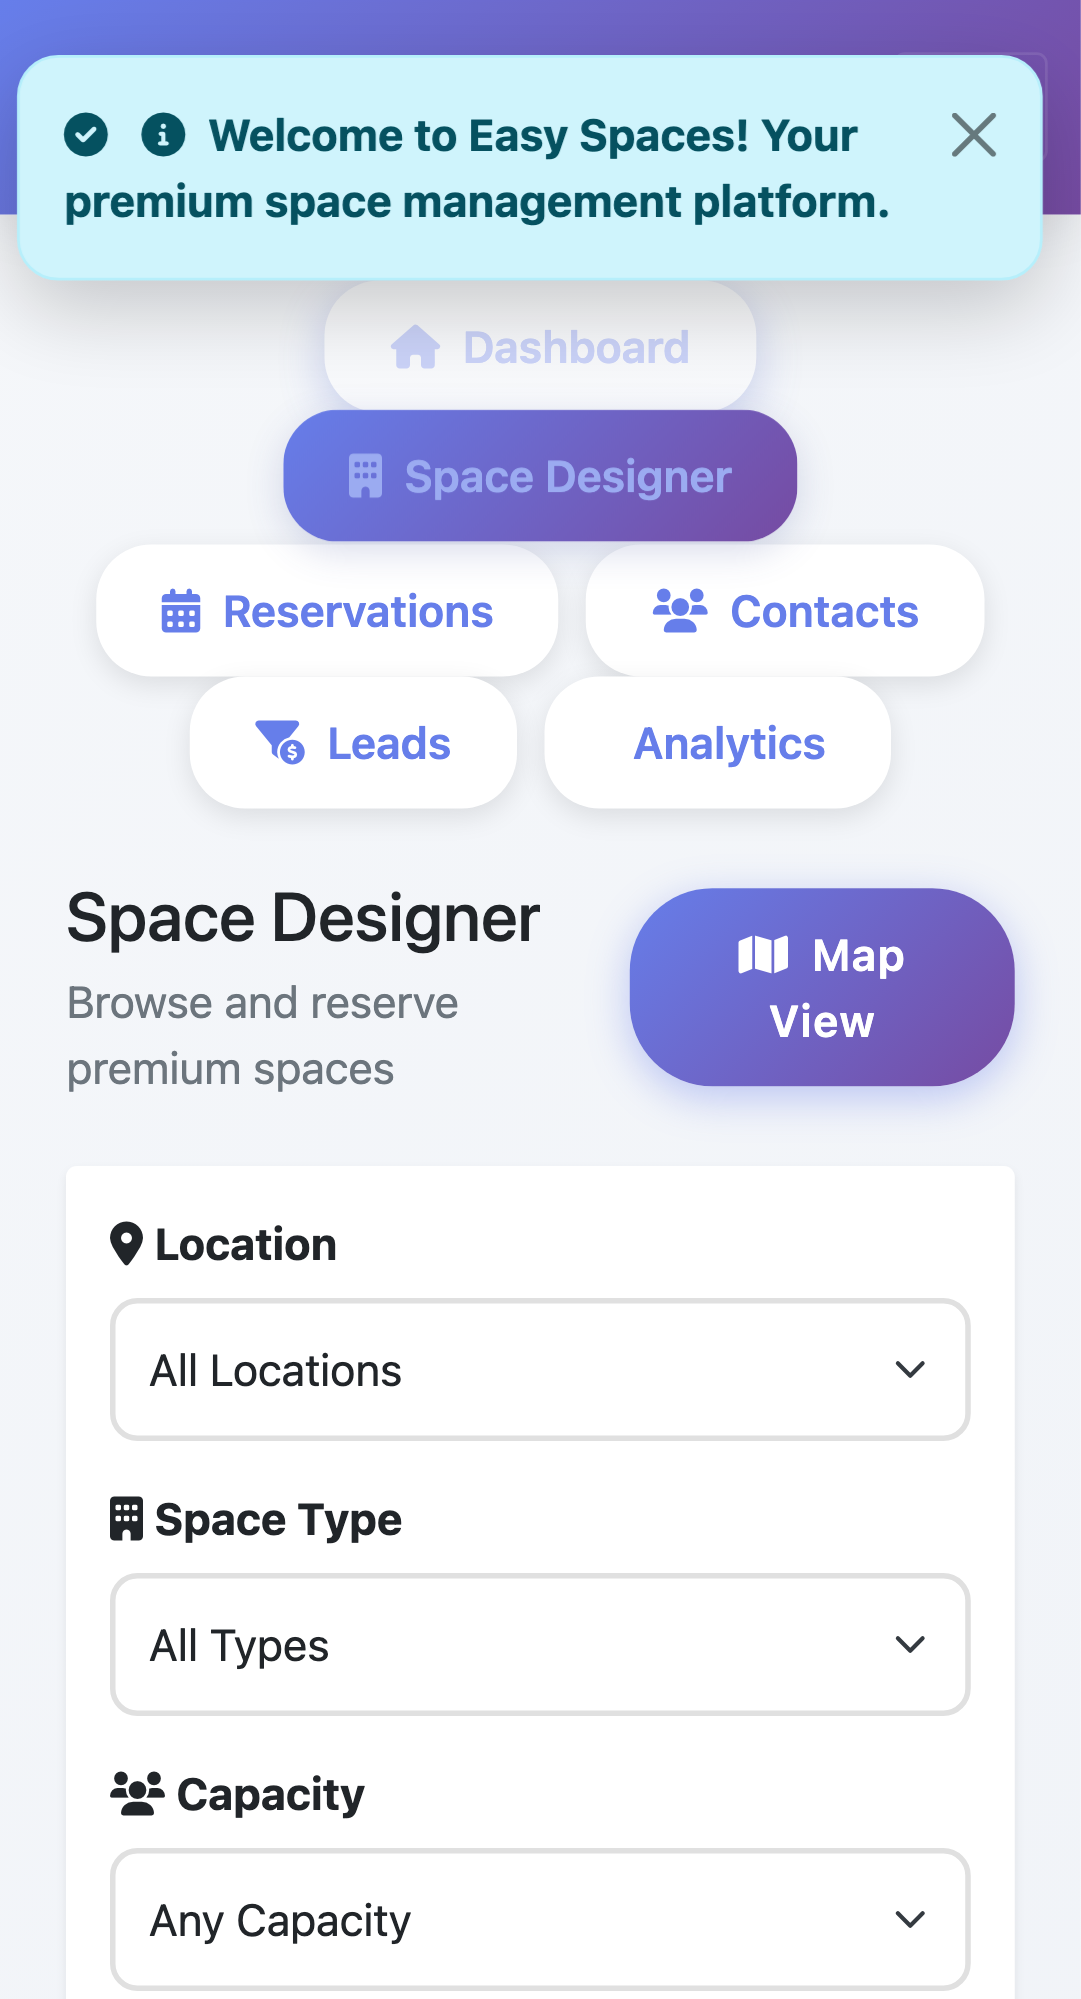 Welcome to Easy Spaces! Your
premium space management platform.
Dashboard
Space Designer
Reservations
Contacts
Leads
Analytics
Space Designer
Browse and reserve
premium spaces
Map
View
Location
All Locations
Space Type
All Types
Capacity
Any Capacity